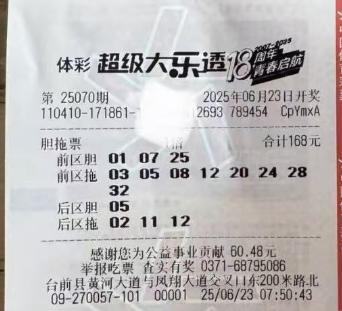 体彩 超级大乐透 18周年 2007-2025 青春启航
第 25070期 2025年06月23日开奖
110410-171861- 12693 789454 CpYmxA
胆拖票 倍 合计168元
前区胆 01 07 25
前区拖 03 05 08 12 20 24 28
32
后区胆 05
后区拖 02 11 12
感谢您为公益事业贡献 60.48元
举报吃票 查实有奖 0371-68795086
台前县黄河大道与凤翔大道交叉口东200米路北
09-270057-101 00001 25/06/23 07:50:43